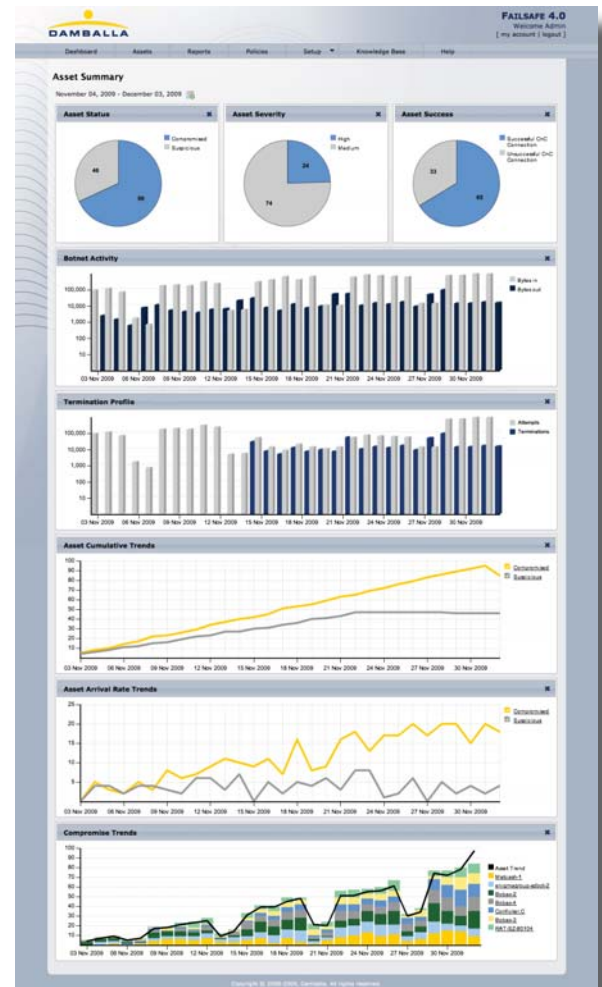 DAMBALLA
FAILSAFE 4.0
Welcome Admin
[ my account | logout ]
Dashboard Assets Reports Policies Setup Knowledge Base Help
Asset Summary
November 04, 2009 - December 03, 2009
Asset Status
Compromised
Suspicious
46
Asset Severity
High
Medium
24
74
Asset Success
Successful CnC
Connection
Unsuccessful CnC
Connection
33
65
Botnet Activity
100,000
10,000
1,000
100
10
Bytes in
Bytes out
03 Nov 2009 06 Nov 2009 09 Nov 2009 12 Nov 2009 15 Nov 2009 18 Nov 2009 21 Nov 2009 24 Nov 2009 27 Nov 2009 30 Nov 2009
Termination Profile
100,000
10,000
1,000
100
10
Attempts
Terminations
03 Nov 2009 06 Nov 2009 09 Nov 2009 12 Nov 2009 15 Nov 2009 18 Nov 2009 21 Nov 2009 24 Nov 2009 27 Nov 2009 30 Nov 2009
Asset Cumulative Trends
100
90
80
70
60
50
40
30
20
10
Compromised
Suspicious
03 Nov 2009 06 Nov 2009 09 Nov 2009 12 Nov 2009 15 Nov 2009 18 Nov 2009 21 Nov 2009 24 Nov 2009 27 Nov 2009 30 Nov 2009
Asset Arrival Rate Trends
25
20
15
10
5
Compromised
Suspicious
03 Nov 2009 06 Nov 2009 09 Nov 2009 12 Nov 2009 15 Nov 2009 18 Nov 2009 21 Nov 2009 24 Nov 2009 27 Nov 2009 30 Nov 2009
Compromise Trends
100
90
80
70
60
50
40
30
20
10
Asset Trend
Conficker.C
03 Nov 2009 06 Nov 2009 09 Nov 2009 12 Nov 2009 15 Nov 2009 18 Nov 2009 21 Nov 2009 24 Nov 2009 27 Nov 2009 30 Nov 2009
Damballa. All rights reserved.